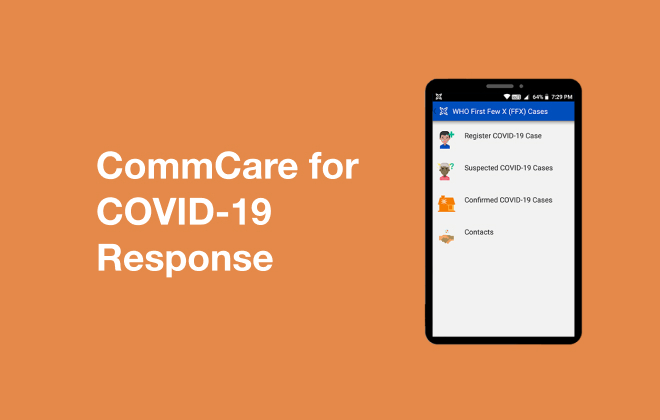 CommCare for
COVID-19
Response
64% 7:29 PM
WHO First Few X (FFX) Cases
Register COVID-19 Case
Suspected COVID-19 Cases
Confirmed COVID-19 Cases
Contacts